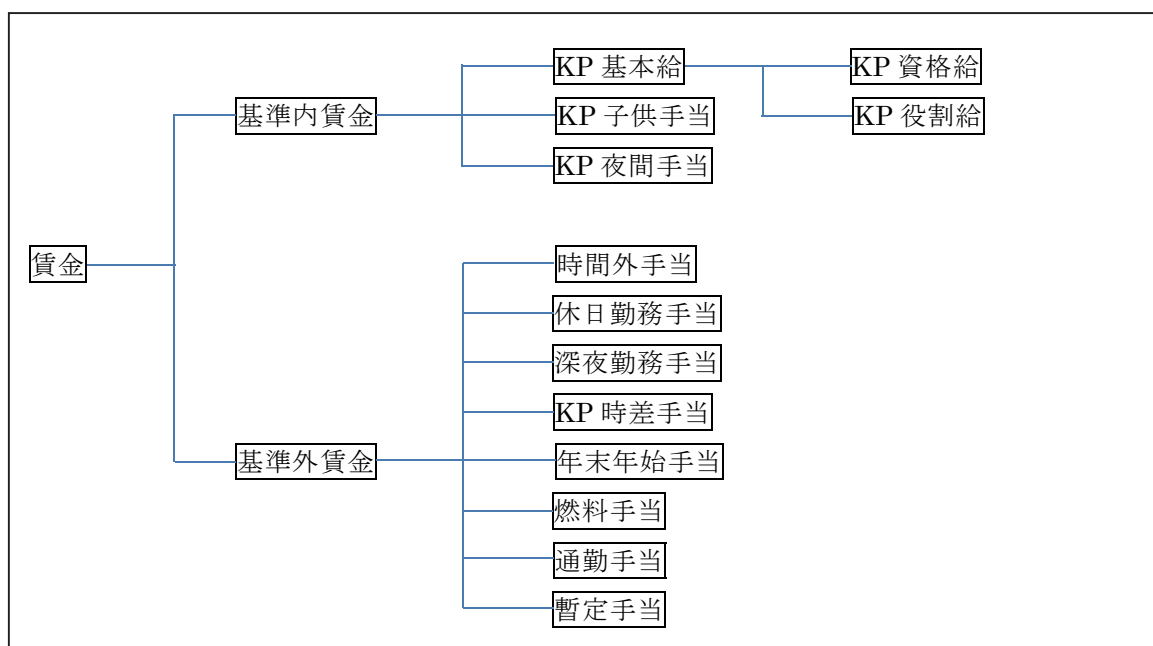 KP 基本給 KP 資格給
基準内賃金 KP 子供手当 KP 役割給
KP 夜間手当
賃金 時間外手当
休日勤務手当
深夜勤務手当
KP 時差手当
基準外賃金 年末年始手当
燃料手当
通勤手当
暫定手当